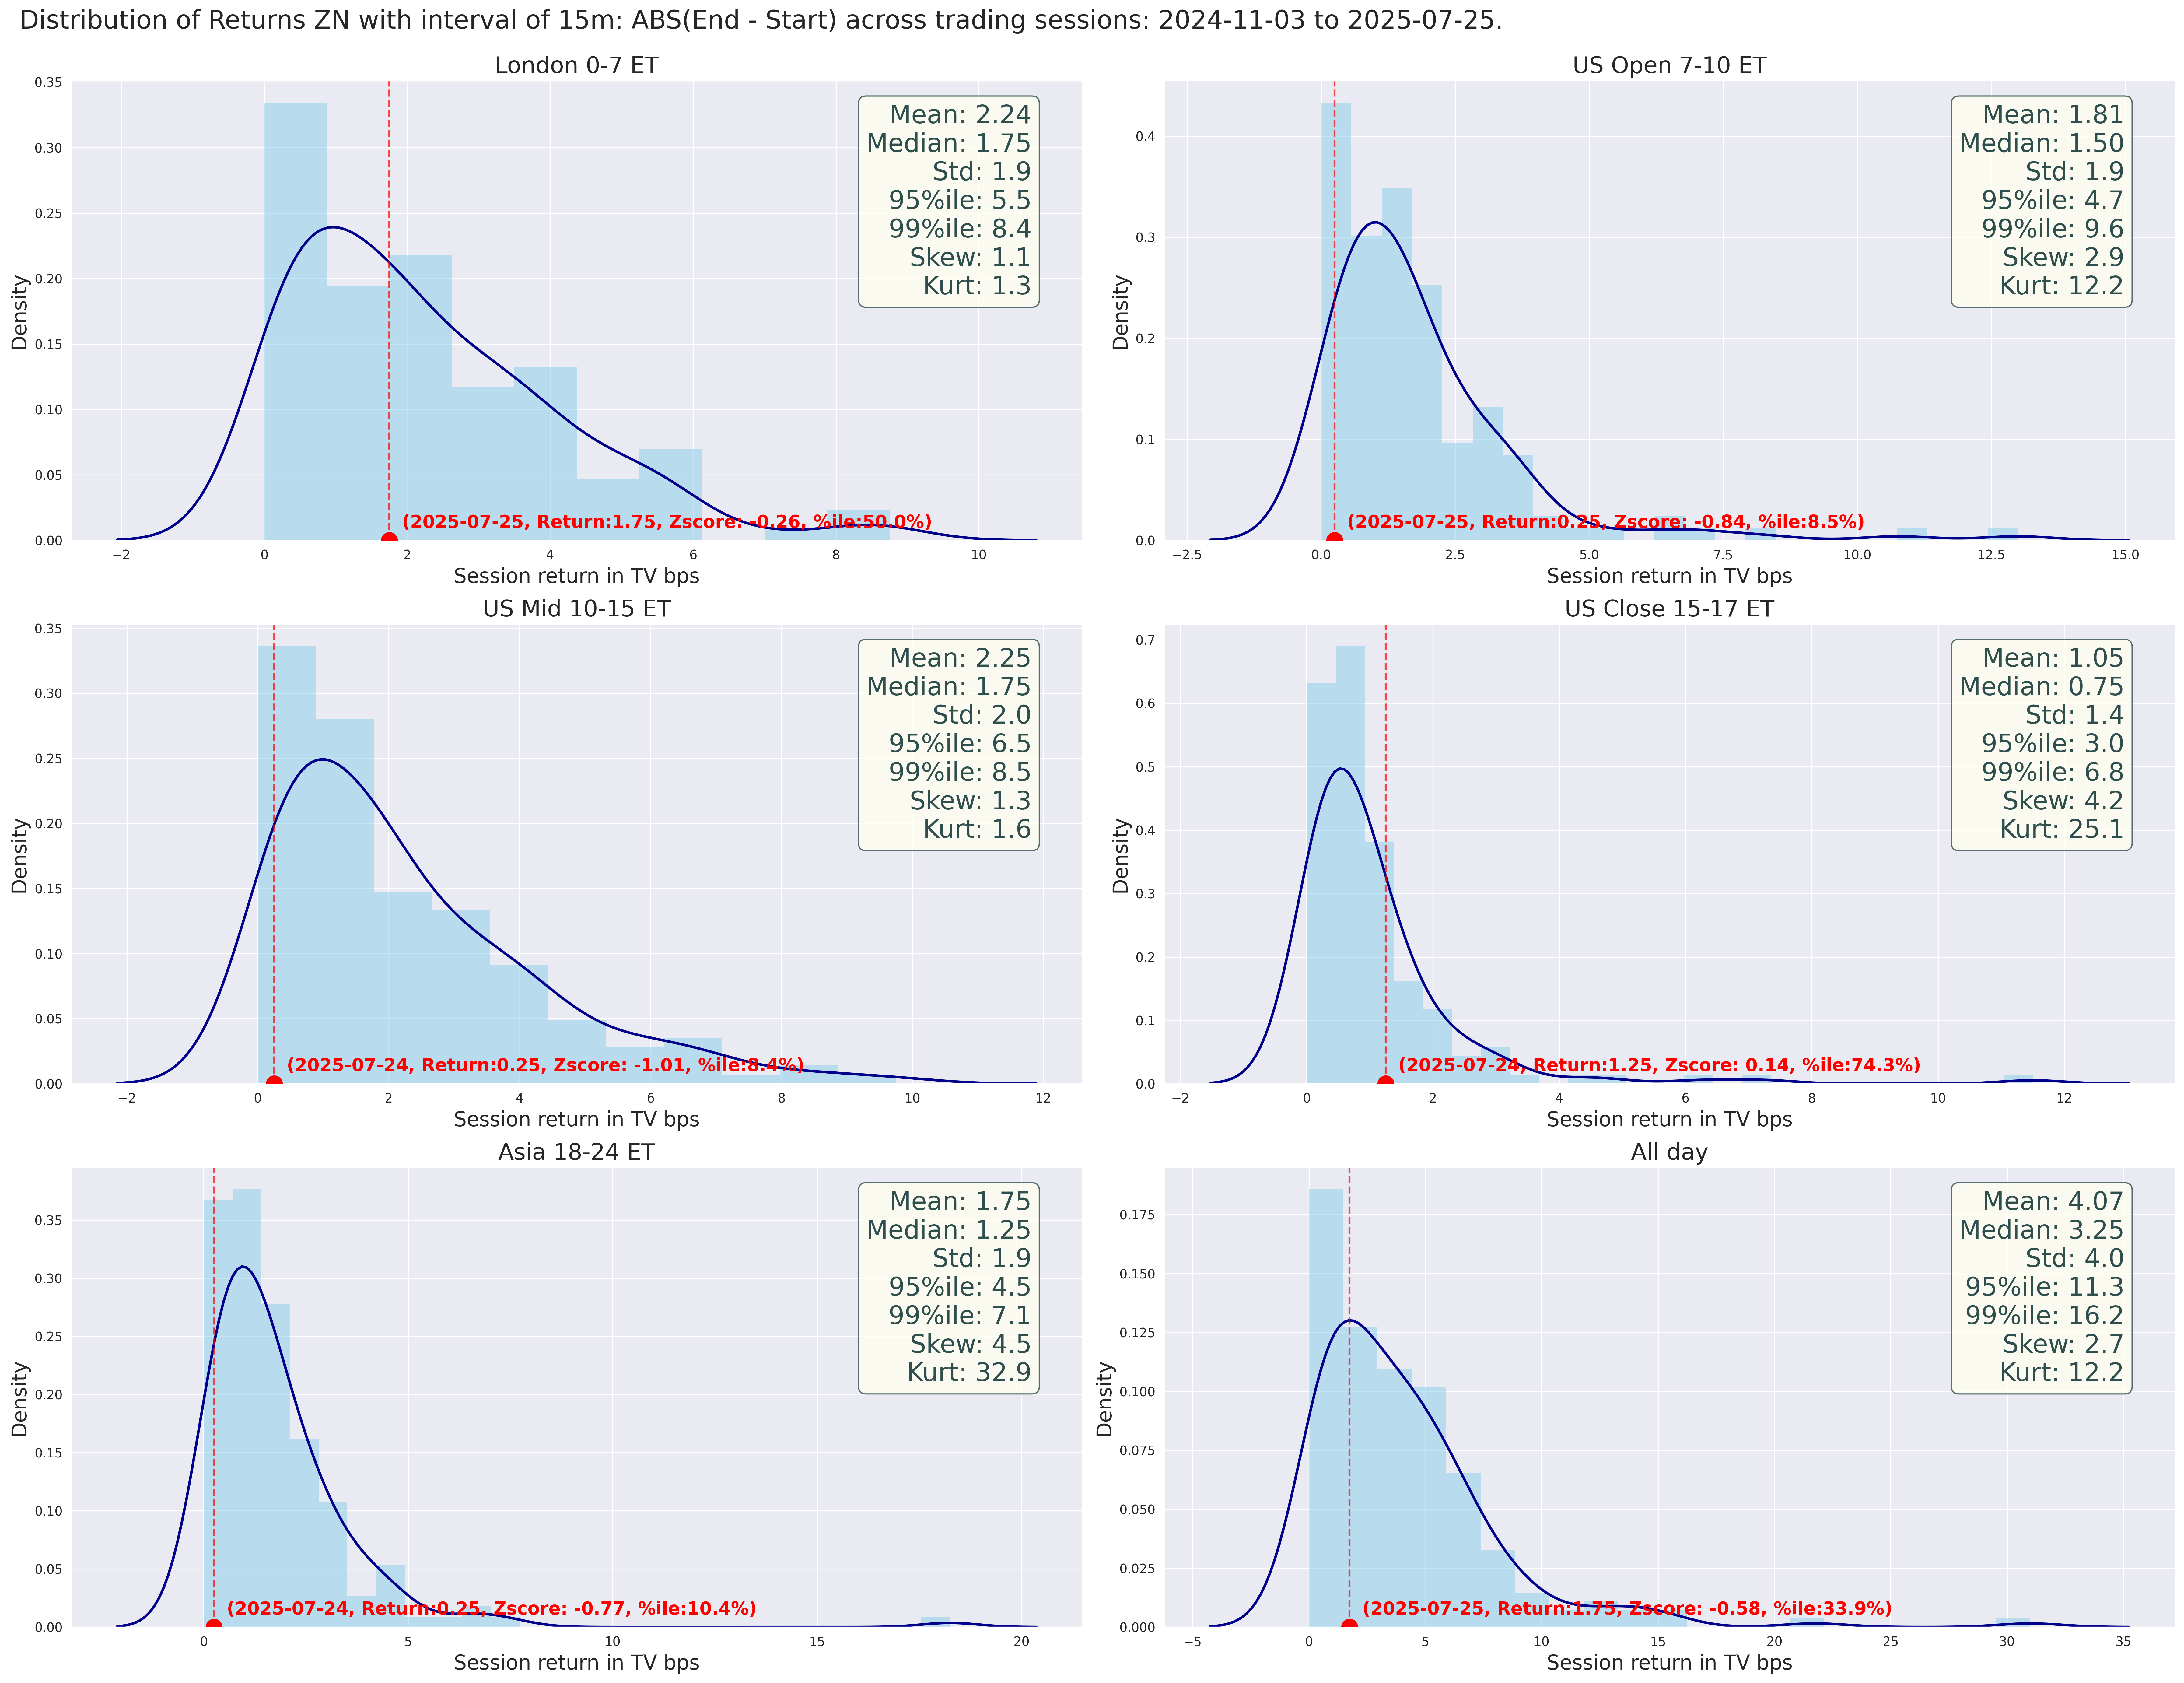 Distribution of Returns ZN with interval of 15m: ABS(End - Start) across trading sessions: 2024-11-03 to 2025-07-25.
London 0-7 ET
Density
0.35
0.30
0.25
0.20
0.15
0.10
0.05
0.00
Mean: 2.24
Median: 1.75
Std: 1.9
95%ile: 5.5
99%ile: 8.4
Skew: 1.1
Kurt: 1.3
(2025-07-25, Return:1.75, Zscore: -0.26, %ile:50.0%)
−2 0 2 4 6 8 10
Session return in TV bps
US Open 7-10 ET
Density
0.4
0.3
0.2
0.1
0.0
Mean: 1.81
Median: 1.50
Std: 1.9
95%ile: 4.7
99%ile: 9.6
Skew: 2.9
Kurt: 12.2
(2025-07-25, Return:0.25, Zscore: -0.84, %ile:8.5%)
−2.5 0.0 2.5 5.0 7.5 10.0 12.5 15.0
Session return in TV bps
US Mid 10-15 ET
Density
0.35
0.30
0.25
0.20
0.15
0.10
0.05
0.00
Mean: 2.25
Median: 1.75
Std: 2.0
95%ile: 6.5
99%ile: 8.5
Skew: 1.3
Kurt: 1.6
(2025-07-24, Return:0.25, Zscore: -1.01, %ile:8.4%)
−2 0 2 4 6 8 10 12
Session return in TV bps
US Close 15-17 ET
Density
0.7
0.6
0.5
0.4
0.3
0.2
0.1
0.0
Mean: 1.05
Median: 0.75
Std: 1.4
95%ile: 3.0
99%ile: 6.8
Skew: 4.2
Kurt: 25.1
(2025-07-24, Return:1.25, Zscore: 0.14, %ile:74.3%)
−2 0 2 4 6 8 10 12
Session return in TV bps
Asia 18-24 ET
Density
0.35
0.30
0.25
0.20
0.15
0.10
0.05
0.00
Mean: 1.75
Median: 1.25
Std: 1.9
95%ile: 4.5
99%ile: 7.1
Skew: 4.5
Kurt: 32.9
(2025-07-24, Return:0.25, Zscore: -0.77, %ile:10.4%)
0 5 10 15 20
Session return in TV bps
All day
Density
0.175
0.150
0.125
0.100
0.075
0.050
0.025
0.000
Mean: 4.07
Median: 3.25
Std: 4.0
95%ile: 11.3
99%ile: 16.2
Skew: 2.7
Kurt: 12.2
(2025-07-25, Return:1.75, Zscore: -0.58, %ile:33.9%)
−5 0 5 10 15 20 25 30 35
Session return in TV bps